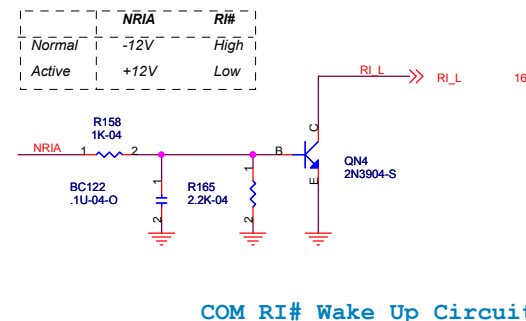 NRIA RI#
Normal -12V High
Active +12V Low
RI_L RI_L 16
R158
1K-04
NRIA 1 2 B C E
QN4
2N3904-S
BC122
.1U-04-O
1 2
R165
2.2K-04
1 2
COM RI# Wake Up Circuit